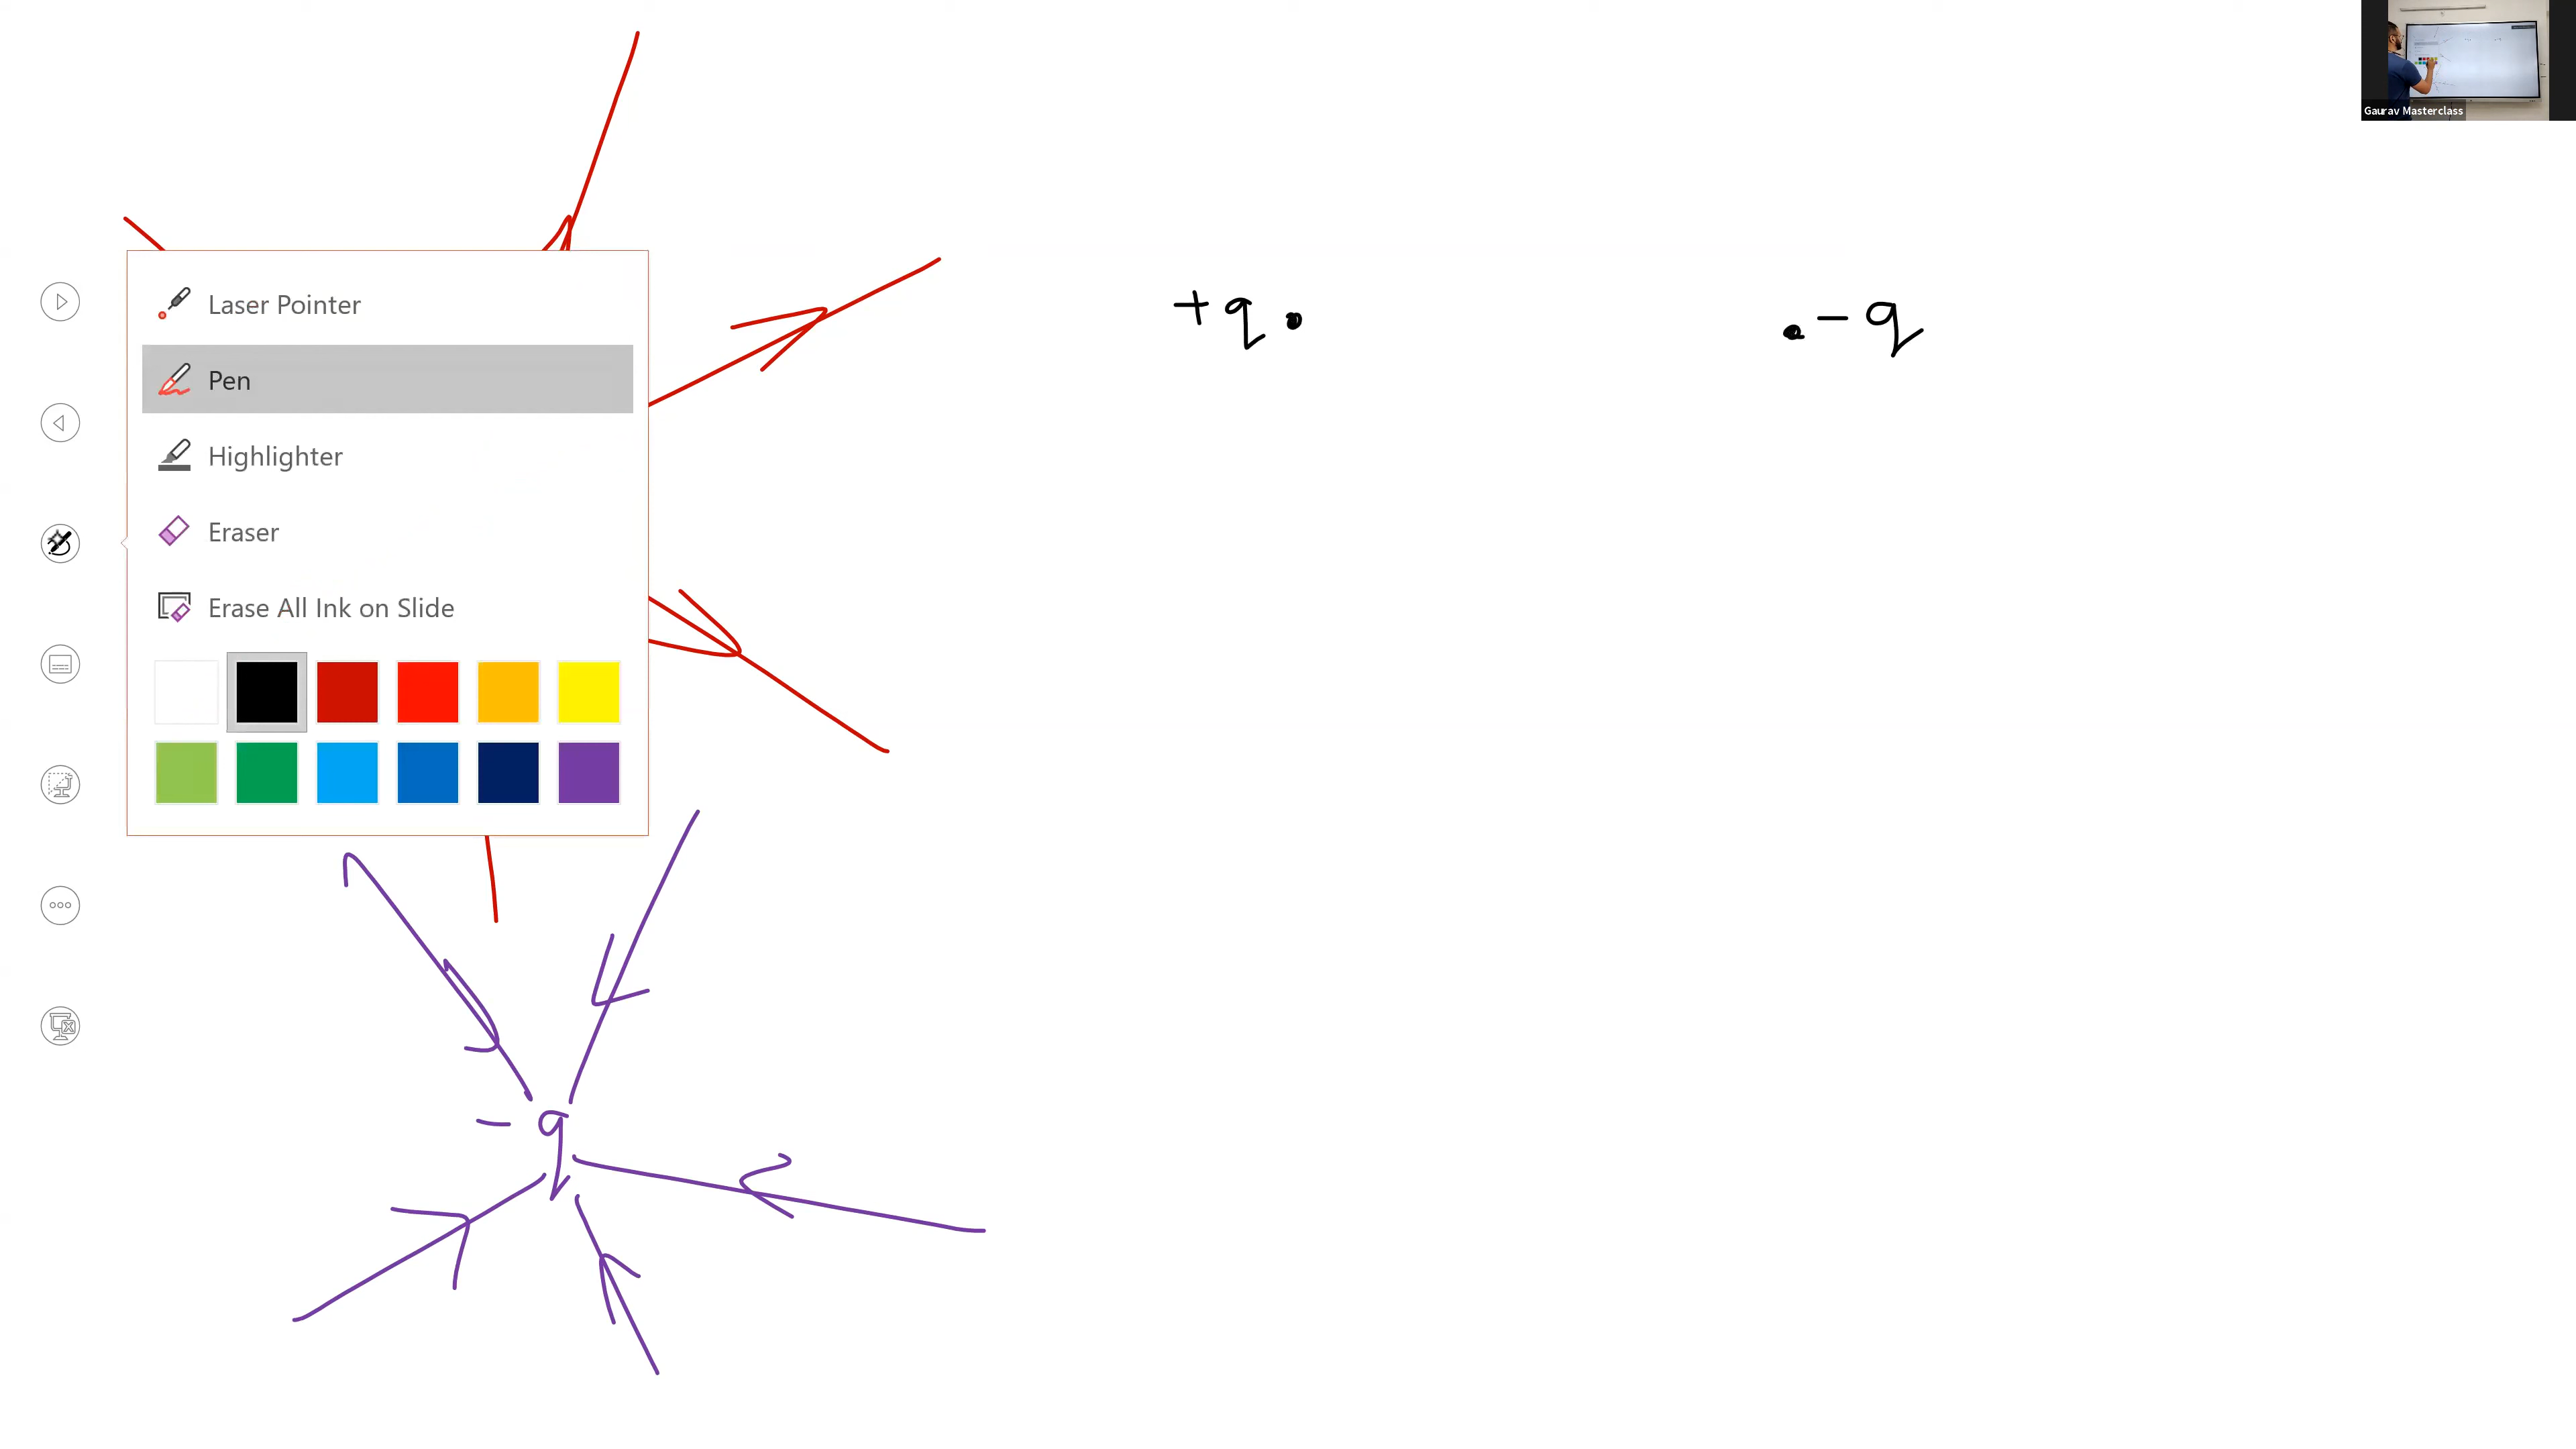 Gaurav Masterclass
+q
-q
Laser Pointer
Pen
Highlighter
Eraser
Erase All Ink on Slide
-q